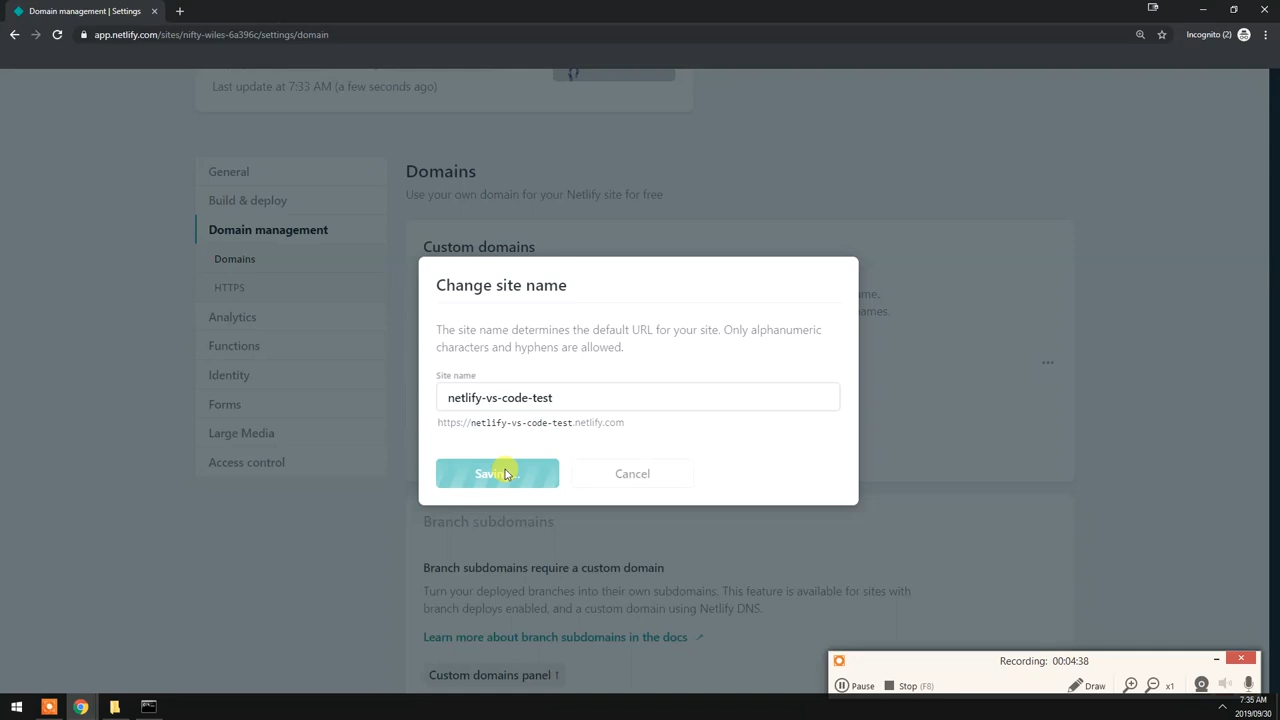 Domain management | Settings
app.netlify.com/sites/nifty-wiles-6a396c/settings/domain
Incognito (2)
Last update at 7:33 AM (a few seconds ago)
General
Build & deploy
Domain management
Domains
HTTPS
Analytics
Functions
Identity
Forms
Large Media
Access control
Domains
Use your own domain for your Netlify site for free
Custom domains
me.
names.
Change site name
The site name determines the default URL for your site. Only alphanumeric
characters and hyphens are allowed.
Site name
netlify-vs-code-test
https://netlify-vs-code-test.netlify.com
Saving...
Cancel
Branch subdomains
Branch subdomains require a custom domain
Turn your deployed branches into their own subdomains. This feature is available for sites with
branch deploys enabled, and a custom domain using Netlify DNS.
Learn more about branch subdomains in the docs ↗
Custom domains panel ↑
Recording: 00:04:38
Pause
Stop (F8)
Draw
x1
7:35 AM
2019/09/30